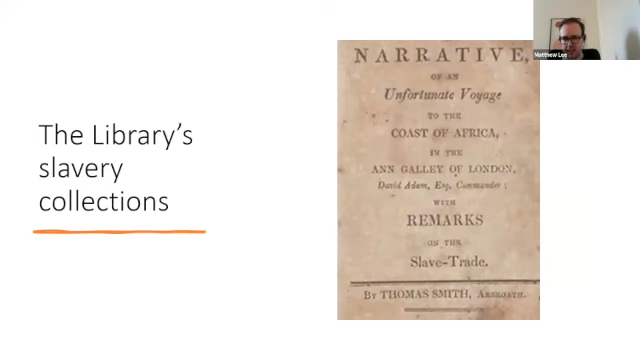 The Library's
slavery
collections
NARRATIVE,
OF AN
Unfortunate Voyage
TO THE
COAST OF AFRICA,
IN THE
ANN GALLEY OF LONDON,
David Adam, Esq. Commander;
WITH
REMARKS
ON THE
Slave-Trade.
BY THOMAS SMITH, ARBROATH.
Matthew Lee